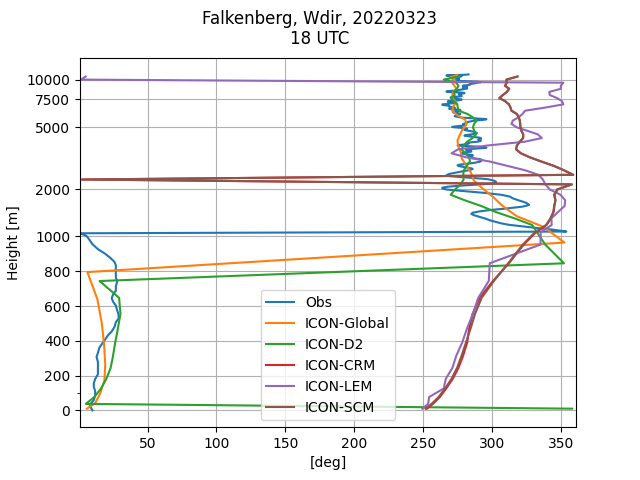 Falkenberg, Wdir, 20220323
18 UTC
Height [m]
10000
7500
5000
2000
1000
800
600
400
200
0
Obs
ICON-Global
ICON-D2
ICON-CRM
ICON-LEM
ICON-SCM
50
100
150
200
250
300
350
[deg]